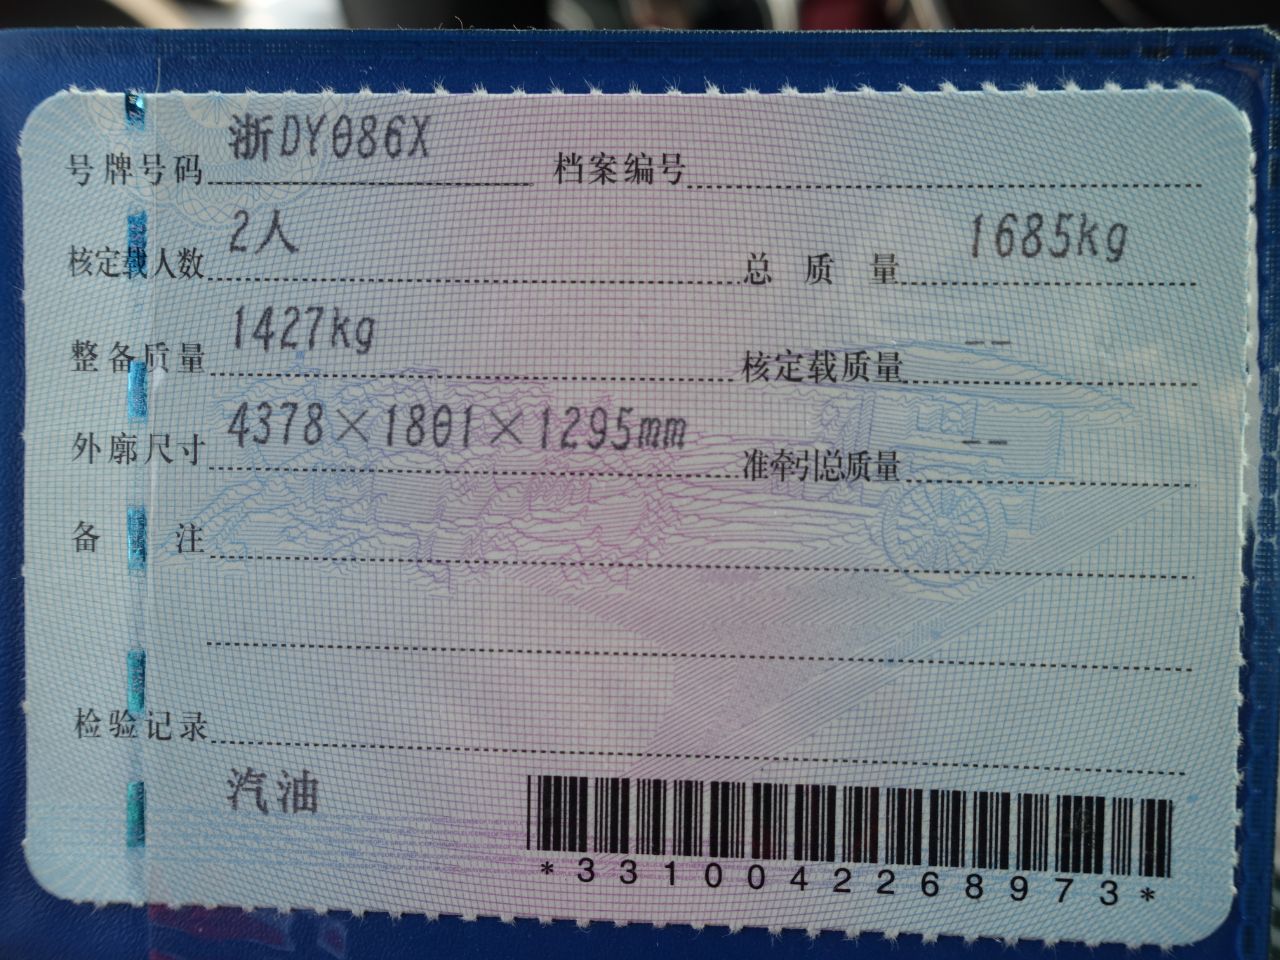 号牌号码 浙DY086X 档案编号
核定载人数 2人 总质量 1685kg
整备质量 1427kg 核定载质量 --
外廓尺寸 4378×1801×1295mm 准牵引总质量 --
备注
检验记录
汽油
*3310042268973*